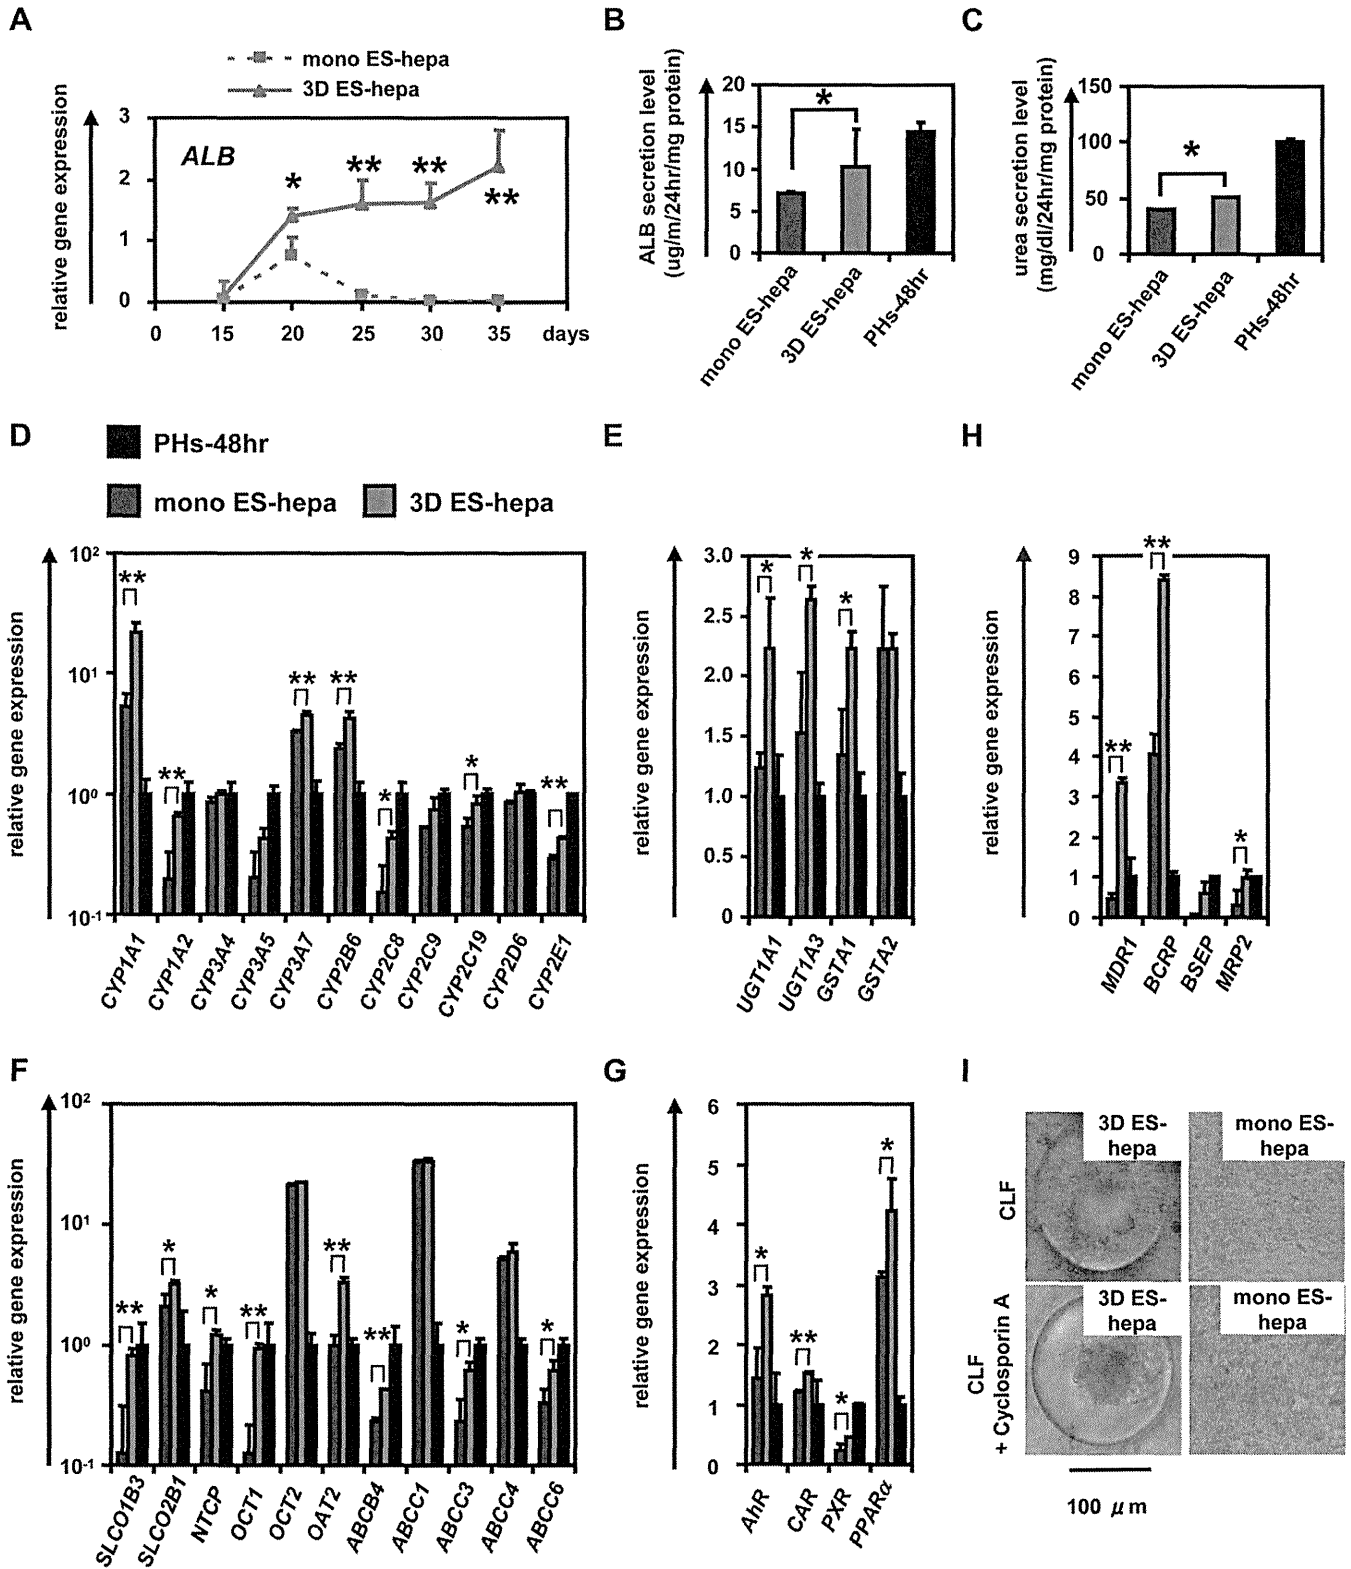 A
mono ES-hepa
3D ES-hepa
relative gene expression
3
2
1
0
ALB
*
**
**
**
0
15
20
25
30
35
days
B
ALB secretion level
(ug/m/24hr/mg protein)
20
15
10
5
0
*
mono ES-hepa
3D ES-hepa
PHs-48hr
C
urea secretion level
(mg/dl/24hr/mg protein)
150
100
50
0
*
mono ES-hepa
3D ES-hepa
PHs-48hr
D
PHs-48hr
mono ES-hepa
3D ES-hepa
relative gene expression
10²
10¹
10⁰
10⁻¹
**
**
**
**
*
*
**
CYP1A1
CYP1A2
CYP3A4
CYP3A5
CYP3A7
CYP2B6
CYP2C8
CYP2C9
CYP2C19
CYP2D6
CYP2E1
E
relative gene expression
3.0
2.5
2.0
1.5
1.0
0.5
0
*
*
*
UGT1A1
UGT1A3
GSTA1
GSTA2
H
relative gene expression
9
8
7
6
5
4
3
2
1
0
**
**
*
MDR1
BCRP
BSEP
MRP2
F
relative gene expression
10²
10¹
10⁰
10⁻¹
**
*
*
**
**
**
*
*
SLCO1B3
SLCO2B1
NTCP
OCT1
OCT2
OAT2
ABCB4
ABCC1
ABCC3
ABCC4
ABCC6
G
relative gene expression
6
5
4
3
2
1
0
*
**
*
*
AhR
CAR
PXR
PPARα
I
CLF
3D ES-
hepa
mono ES-
hepa
CLF
+ Cyclosporin A
3D ES-
hepa
mono ES-
hepa
100 μm